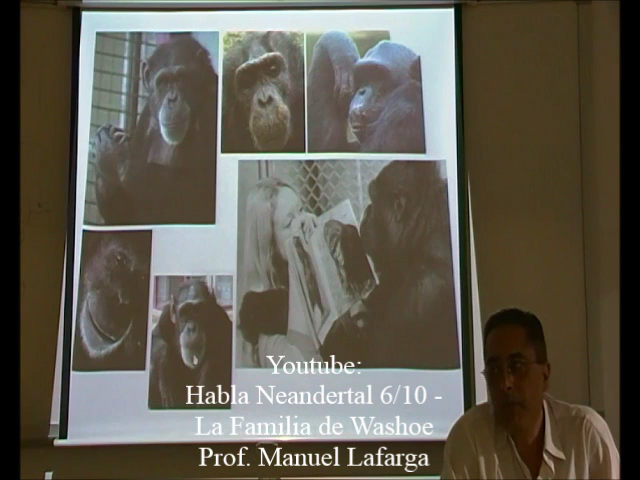 Youtube:
Habla Neandertal 6/10 -
La Familia de Washoe
Prof. Manuel Lafarga